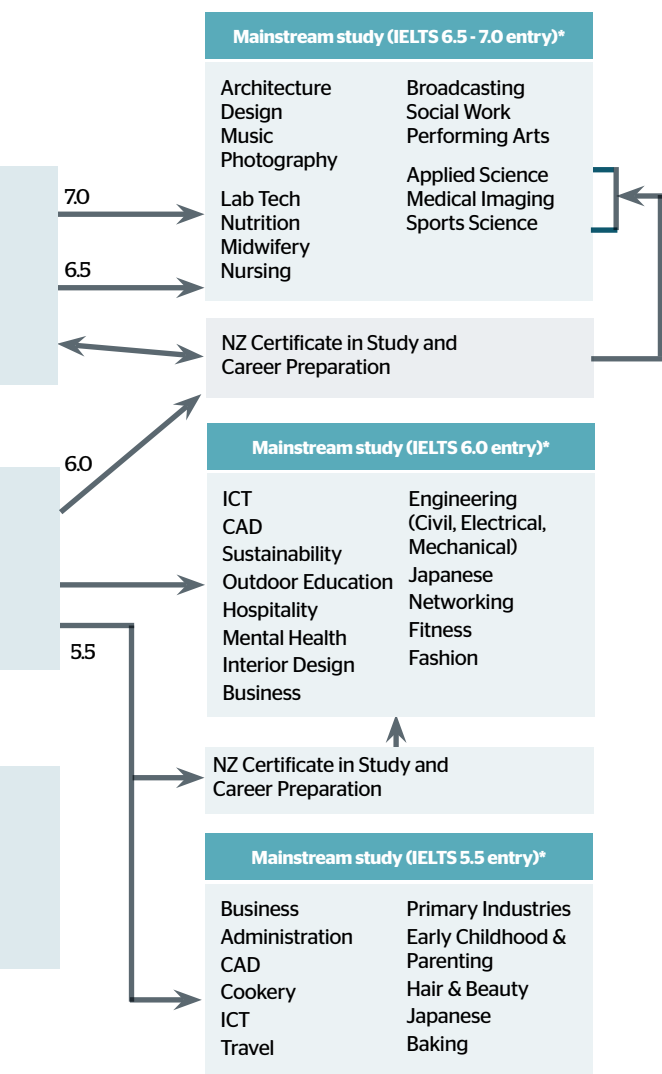 Mainstream study (IELTS 6.5 - 7.0 entry)*
Architecture
Design
Music
Photography
Lab Tech
Nutrition
Midwifery
Nursing
Broadcasting
Social Work
Performing Arts
Applied Science
Medical Imaging
Sports Science
7.0
6.5
NZ Certificate in Study and
Career Preparation
6.0
Mainstream study (IELTS 6.0 entry)*
ICT
CAD
Sustainability
Outdoor Education
Hospitality
Mental Health
Interior Design
Business
Engineering
(Civil, Electrical,
Mechanical)
Japanese
Networking
Fitness
Fashion
5.5
NZ Certificate in Study and
Career Preparation
Mainstream study (IELTS 5.5 entry)*
Business
Administration
CAD
Cookery
ICT
Travel
Primary Industries
Early Childhood &
Parenting
Hair & Beauty
Japanese
Baking